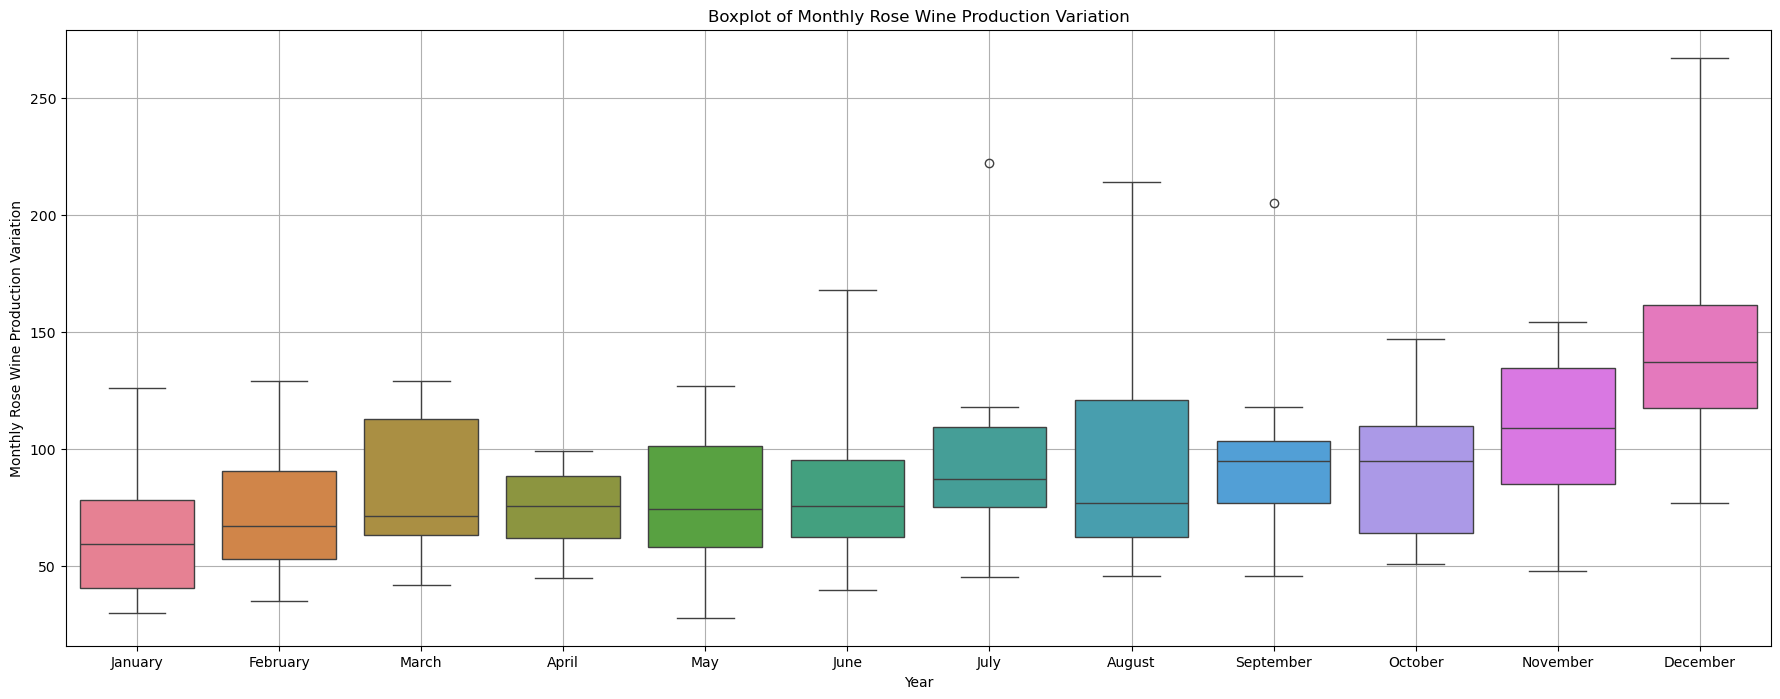 Boxplot of Monthly Rose Wine Production Variation
Monthly Rose Wine Production Variation
250
200
150
100
50
January February March April May June July August September October November December
Year